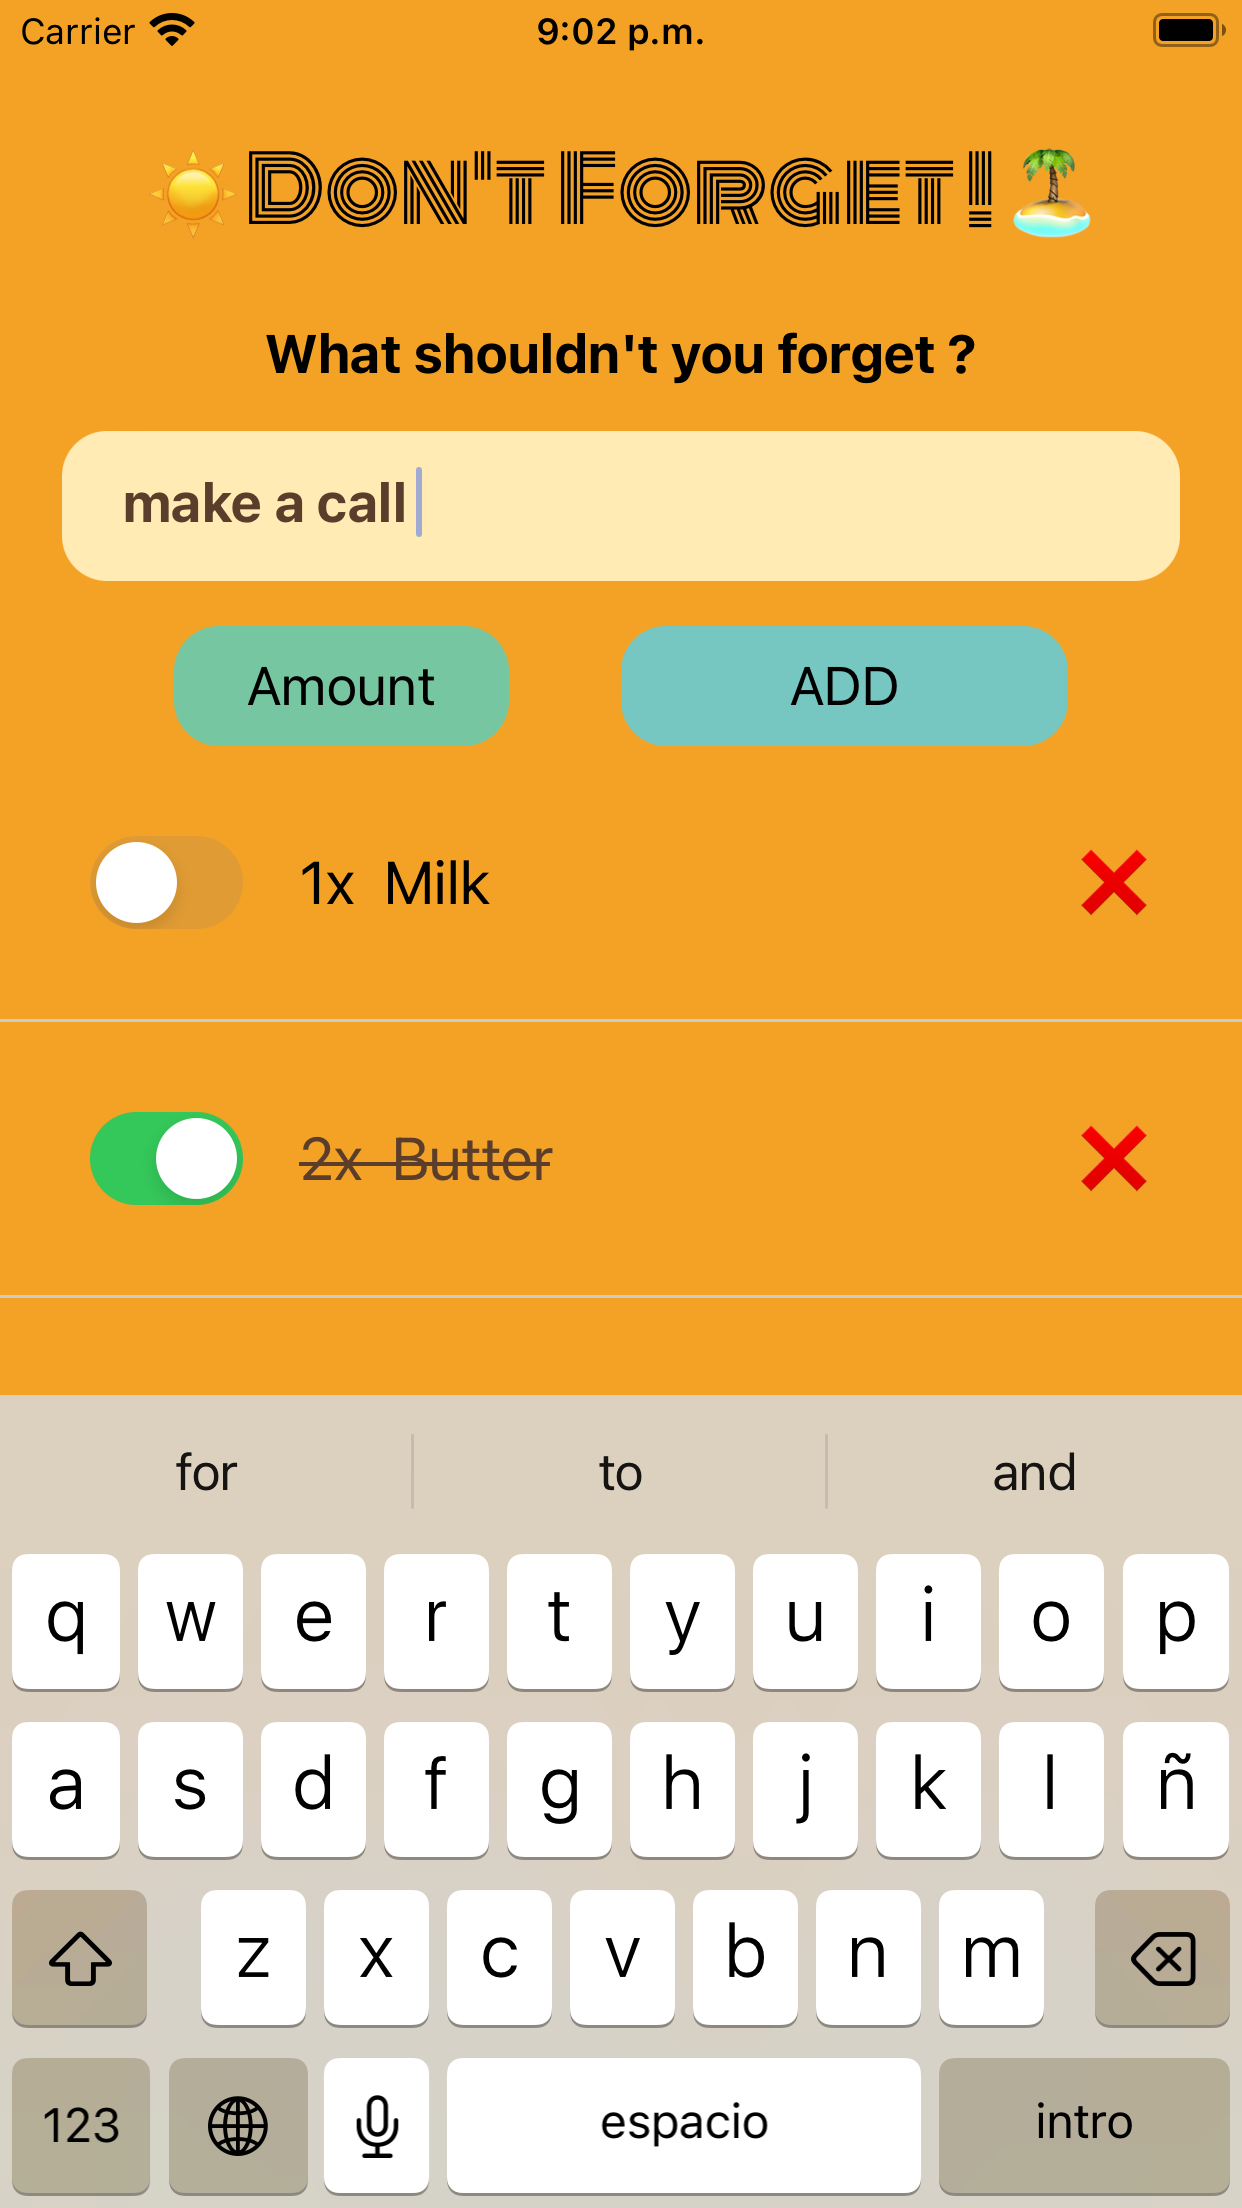 Carrier 9:02 p.m.
DON'T FORGET!
What shouldn't you forget ?
make a call
Amount ADD
1x Milk
2x Butter
for to and
q w e r t y u i o p
a s d f g h j k l ñ
z x c v b n m
123 espacio intro